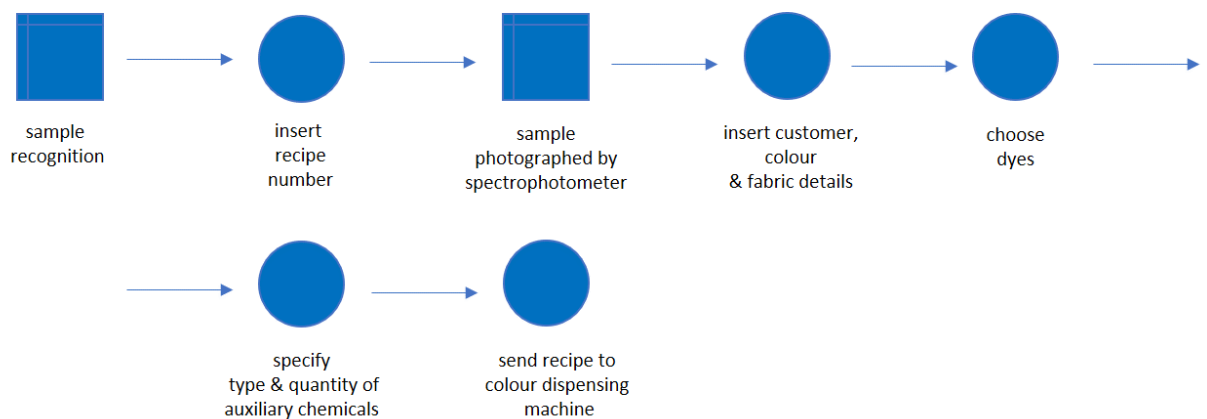 sample
recognition
insert
recipe
number
sample
photographed by
spectrophotometer
insert customer,
colour
& fabric details
choose
dyes
specify
type & quantity of
auxiliary chemicals
send recipe to
colour dispensing
machine